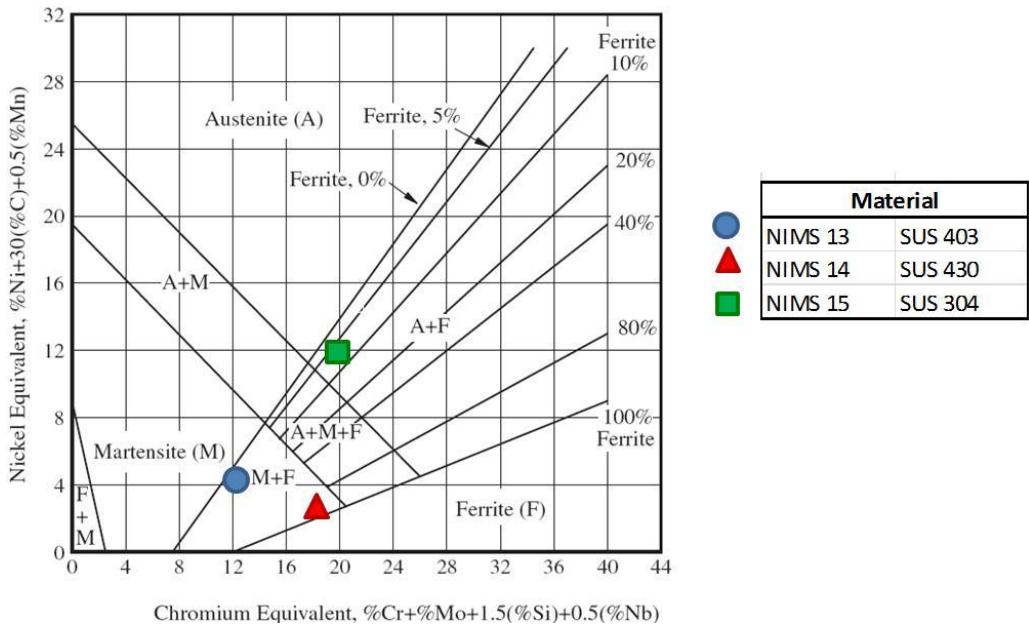 Nickel Equivalent, %Ni+30(%C)+0.5(%Mn)
32
28
24
20
16
12
8
4
0
Ferrite
10%
Austenite (A)
Ferrite, 5%
Ferrite, 0%
20%
40%
A+M
A+F
80%
100%
Ferrite
A+M+F
Martensite (M)
M+F
F
+
M
Ferrite (F)
0 4 8 12 16 20 24 28 32 36 40 44
Chromium Equivalent, %Cr+%Mo+1.5(%Si)+0.5(%Nb)
Material
NIMS 13 SUS 403
NIMS 14 SUS 430
NIMS 15 SUS 304